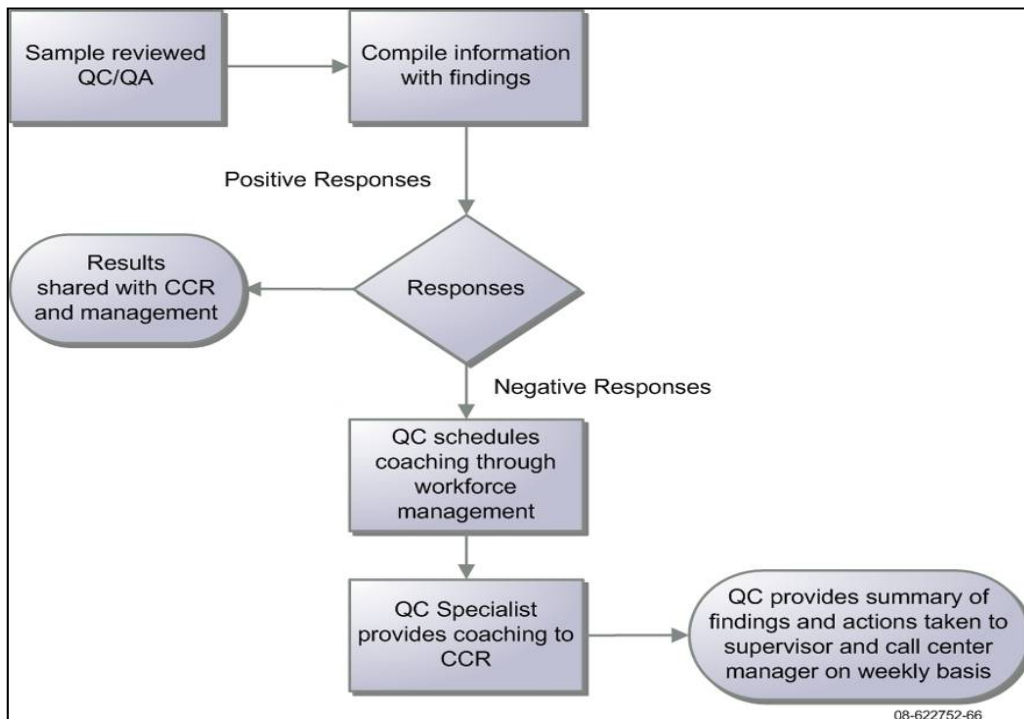 Sample reviewed
QC/QA
Compile information
with findings
Positive Responses
Results
shared with CCR
and management
Responses
Negative Responses
QC schedules
coaching through
workforce
management
QC Specialist
provides coaching to
CCR
QC provides summary of
findings and actions taken to
supervisor and call center
manager on weekly basis
08-622752-66